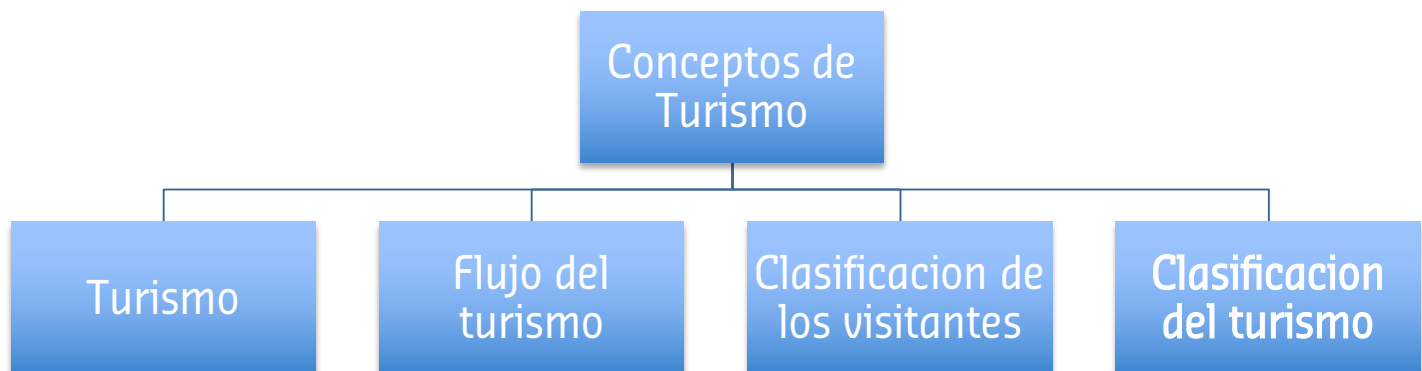 Conceptos de
Turismo
Turismo
Flujo del
turismo
Clasificacion de
los visitantes
Clasificacion
del turismo